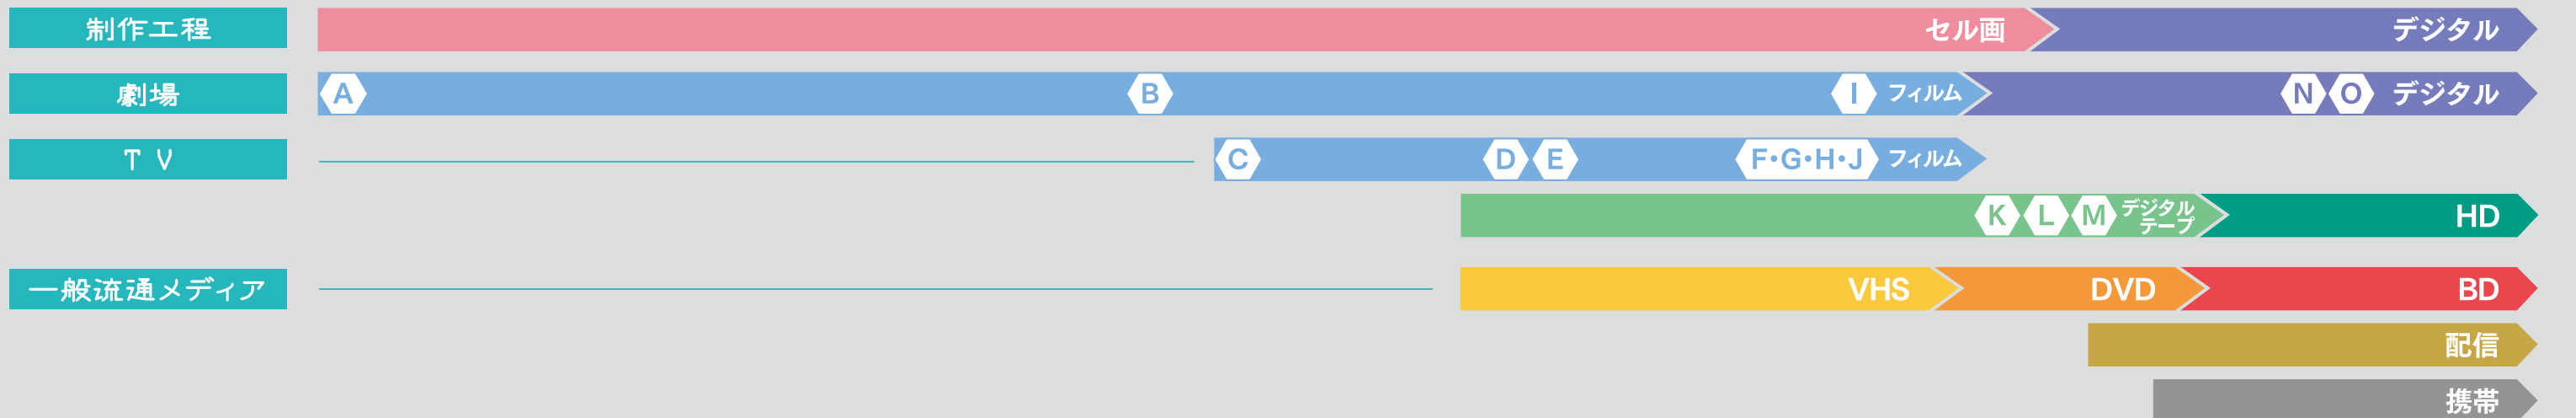 制作工程 セル画 デジタル
劇場 A B I フィルム N O デジタル
TV C D E F・G・H・J フィルム
K L M デジタル
テープ HD
一般流通メディア VHS DVD BD
配信
携帯